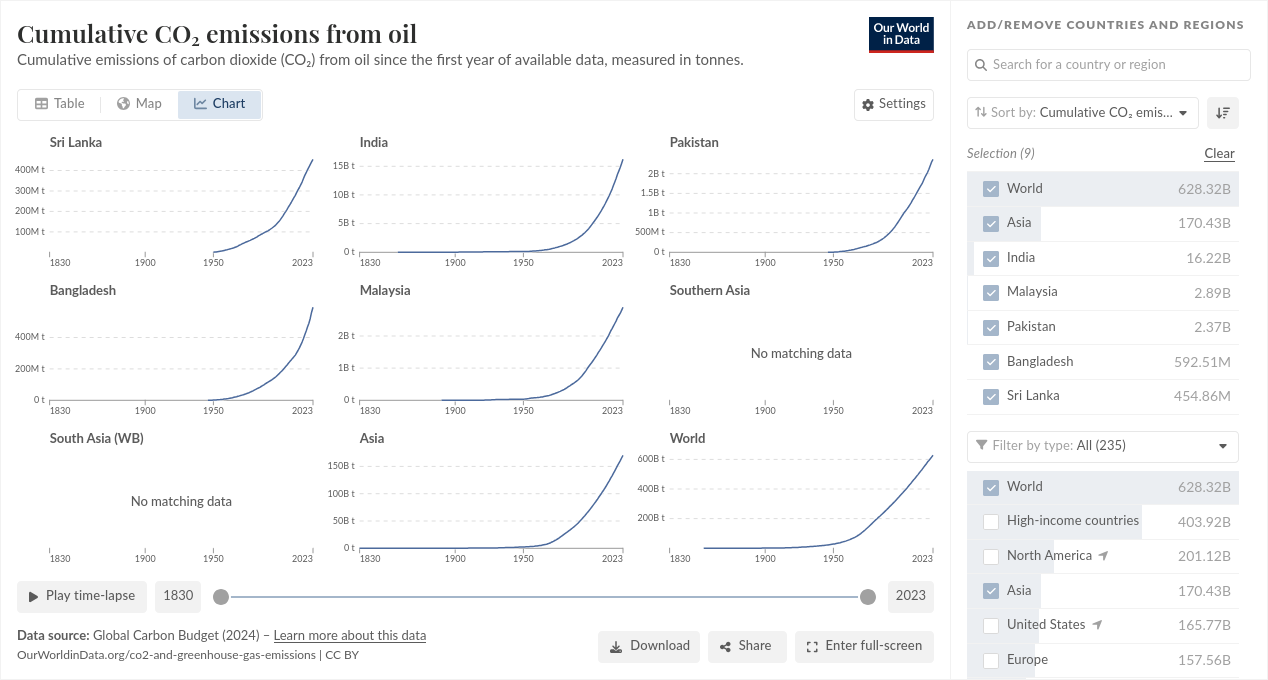 Cumulative CO₂ emissions from oil
Cumulative emissions of carbon dioxide (CO₂) from oil since the first year of available data, measured in tonnes.
Our World
in Data
Table
Map
Chart
Settings
Sri Lanka
400M t
300M t
200M t
100M t
1830
1900
1950
2023
India
15B t
10B t
5B t
0 t
1830
1900
1950
2023
Pakistan
2B t
1.5B t
1B t
500M t
0 t
1830
1900
1950
2023
Bangladesh
400M t
200M t
0 t
1830
1900
1950
2023
Malaysia
2B t
1B t
0 t
1830
1900
1950
2023
Southern Asia
No matching data
1830
1900
1950
2023
South Asia (WB)
No matching data
1830
1900
1950
2023
Asia
150B t
100B t
50B t
0 t
1830
1900
1950
2023
World
600B t
400B t
200B t
1830
1900
1950
2023
Play time-lapse
1830
2023
Data source: Global Carbon Budget (2024) – Learn more about this data
OurWorldinData.org/co2-and-greenhouse-gas-emissions | CC BY
Download
Share
Enter full-screen
ADD/REMOVE COUNTRIES AND REGIONS
Search for a country or region
Sort by: Cumulative CO₂ emis...
Selection (9)
Clear
World 628.32B
Asia 170.43B
India 16.22B
Malaysia 2.89B
Pakistan 2.37B
Bangladesh 592.51M
Sri Lanka 454.86M
Filter by type: All (235)
World 628.32B
High-income countries 403.92B
North America 201.12B
Asia 170.43B
United States 165.77B
Europe 157.56B